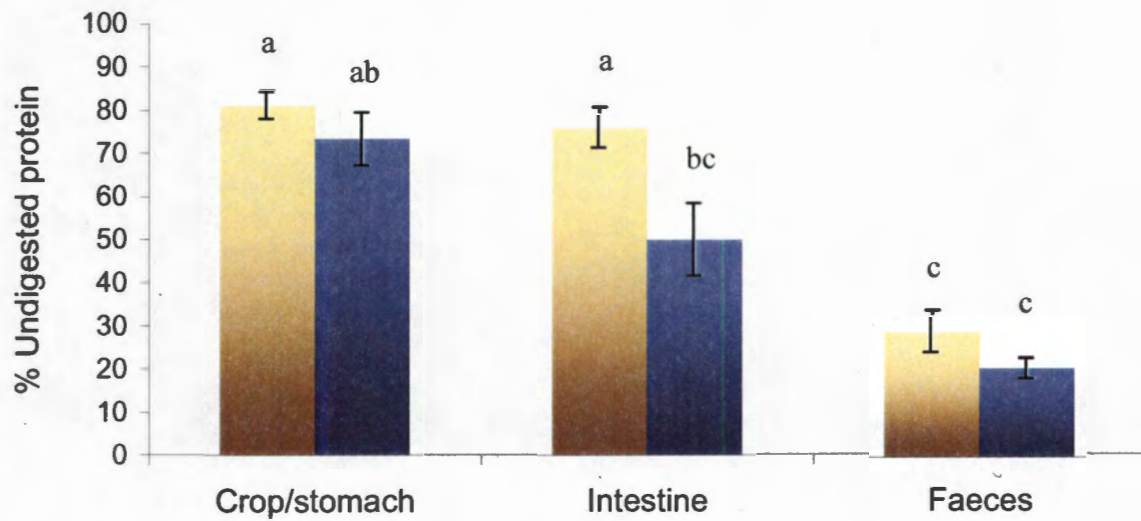 % Undigested protein
100
90
80
70
60
50
40
30
20
10
0
a
ab
a
bc
c
c
Crop/stomach
Intestine
Faeces